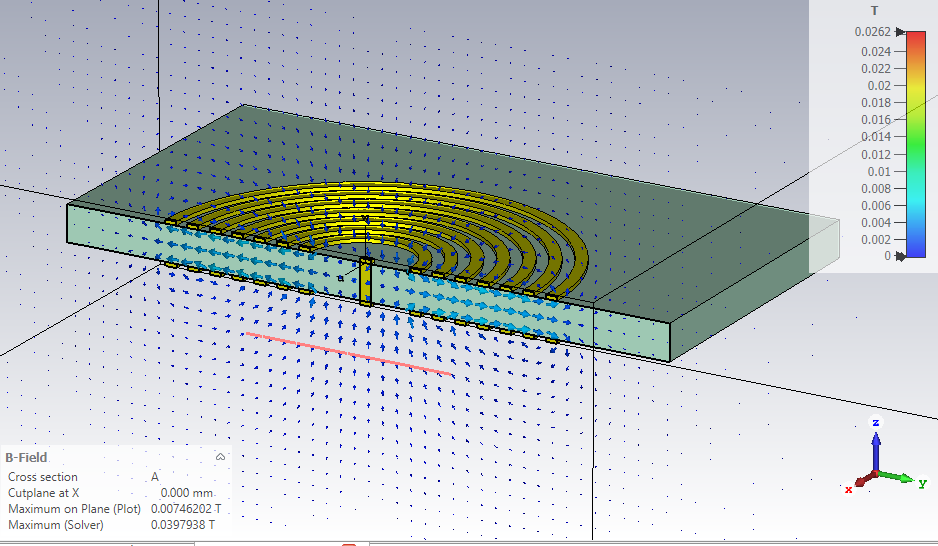 T
0.0262
0.024
0.022
0.02
0.018
0.016
0.014
0.012
0.01
0.008
0.006
0.004
0.002
0
a
z
y
x
B-Field
Cross section A
Cutplane at X 0.000 mm
Maximum on Plane (Plot) 0.00746202 T
Maximum (Solver) 0.0397938 T